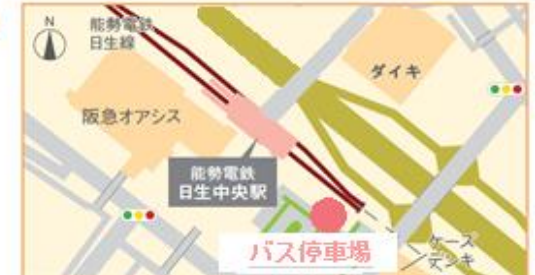 N
能勢電鉄
日生線
ダイキ
阪急オアシス
能勢電鉄
日生中央駅
バス停車場
ケーズ
デンキ